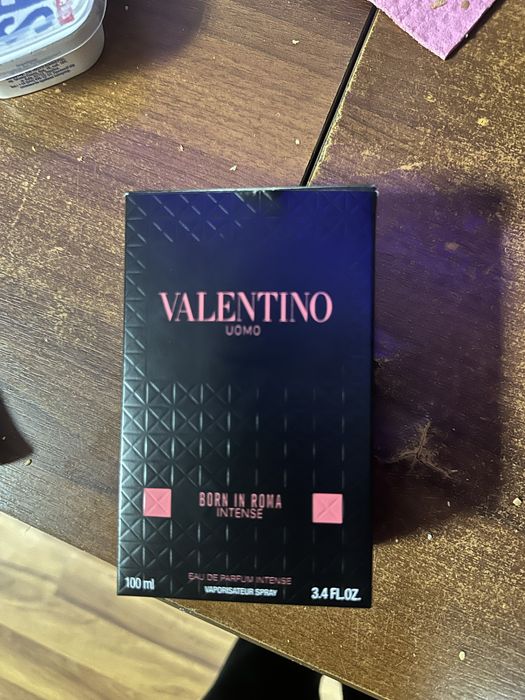 VALENTINO
UOMO
BORN IN ROMA
INTENSE
EAU DE PARFUM INTENSE
100 ml
VAPORISATEUR SPRAY
3.4 FL.OZ.